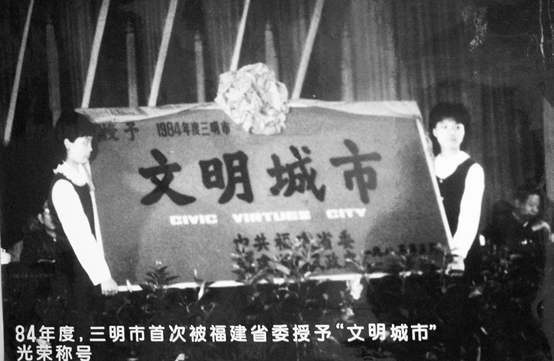 授予 1984年度三明市
文明城市
CIVIC VIRTUES CITY
中共福建省委
84年度,三明市首次被福建省委授予“文明城市”
光荣称号